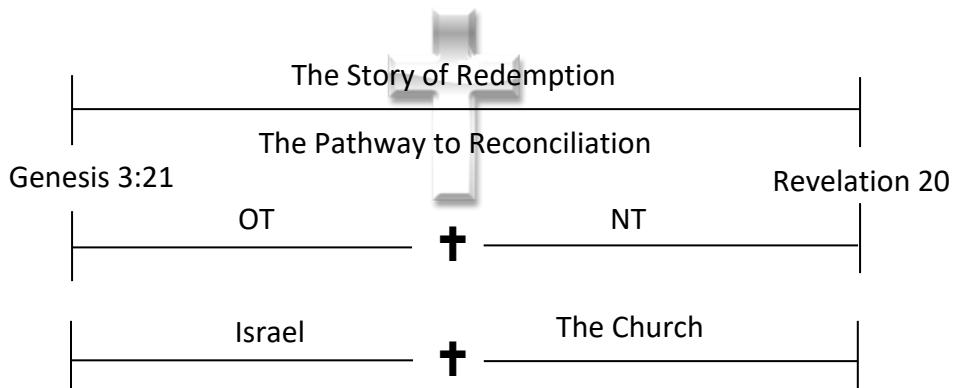 The Story of Redemption
The Pathway to Reconciliation
Genesis 3:21
Revelation 20
OT
NT
Israel
The Church